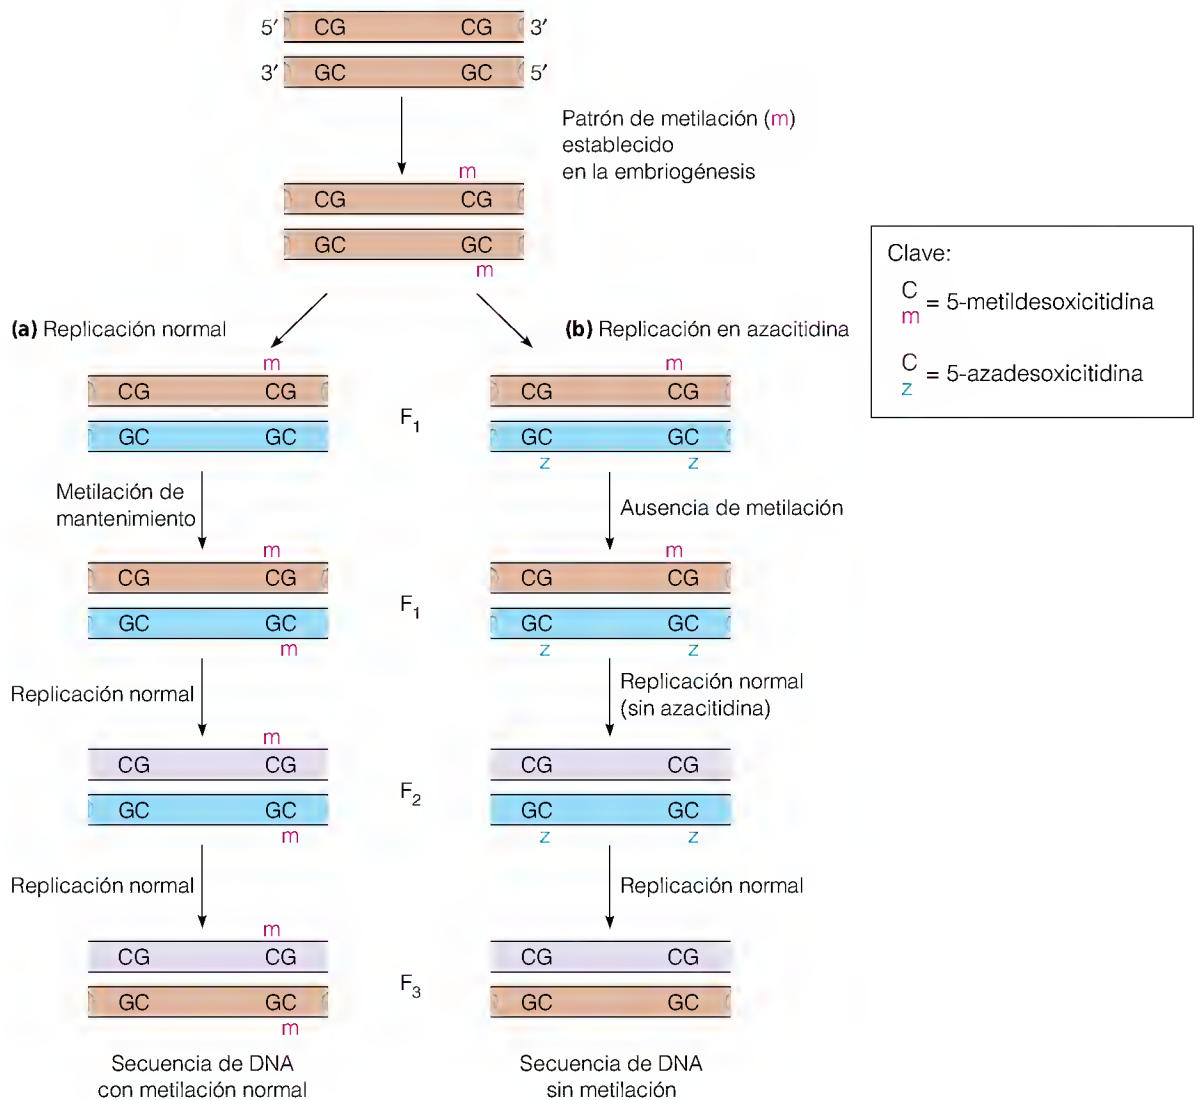 5′ CG CG 3′
3′ GC GC 5′
Patrón de metilación (m)
establecido
en la embriogénesis
m
CG CG
GC GC
m
Clave:
C
m = 5-metildesoxicitidina
C
z = 5-azadesoxicitidina
(a) Replicación normal
(b) Replicación en azacitidina
m
CG CG
GC GC
F1
m
CG CG
GC GC
z z
Metilación de
mantenimiento
Ausencia de metilación
m
CG CG
GC GC
m
F1
m
CG CG
GC GC
z z
Replicación normal
Replicación normal
(sin azacitidina)
m
CG CG
GC GC
m
F2
CG CG
GC GC
z z
Replicación normal
Replicación normal
m
CG CG
GC GC
m
F3
CG CG
GC GC
Secuencia de DNA
con metilación normal
Secuencia de DNA
sin metilación